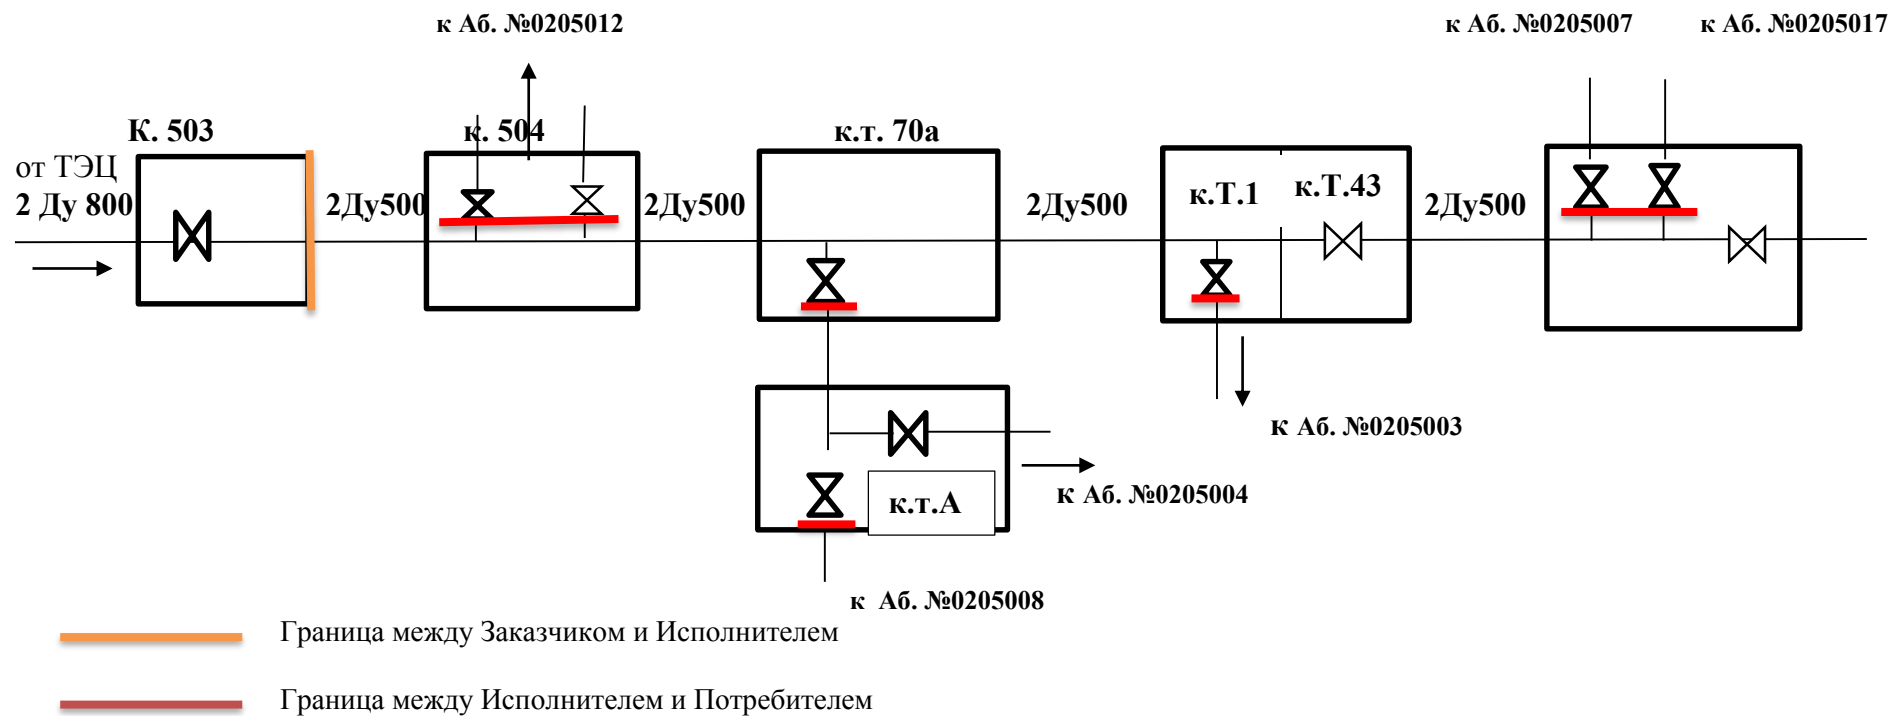 к Аб. №0205012
к Аб. №0205007
к Аб. №0205017
К. 503
к. 504
к.т. 70а
от ТЭЦ
2 Ду 800
2Ду500
2Ду500
2Ду500
к.Т.1
к.Т.43
2Ду500
к Аб. №0205003
к.т.А
к Аб. №0205004
к Аб. №0205008
Граница между Заказчиком и Исполнителем
Граница между Исполнителем и Потребителем